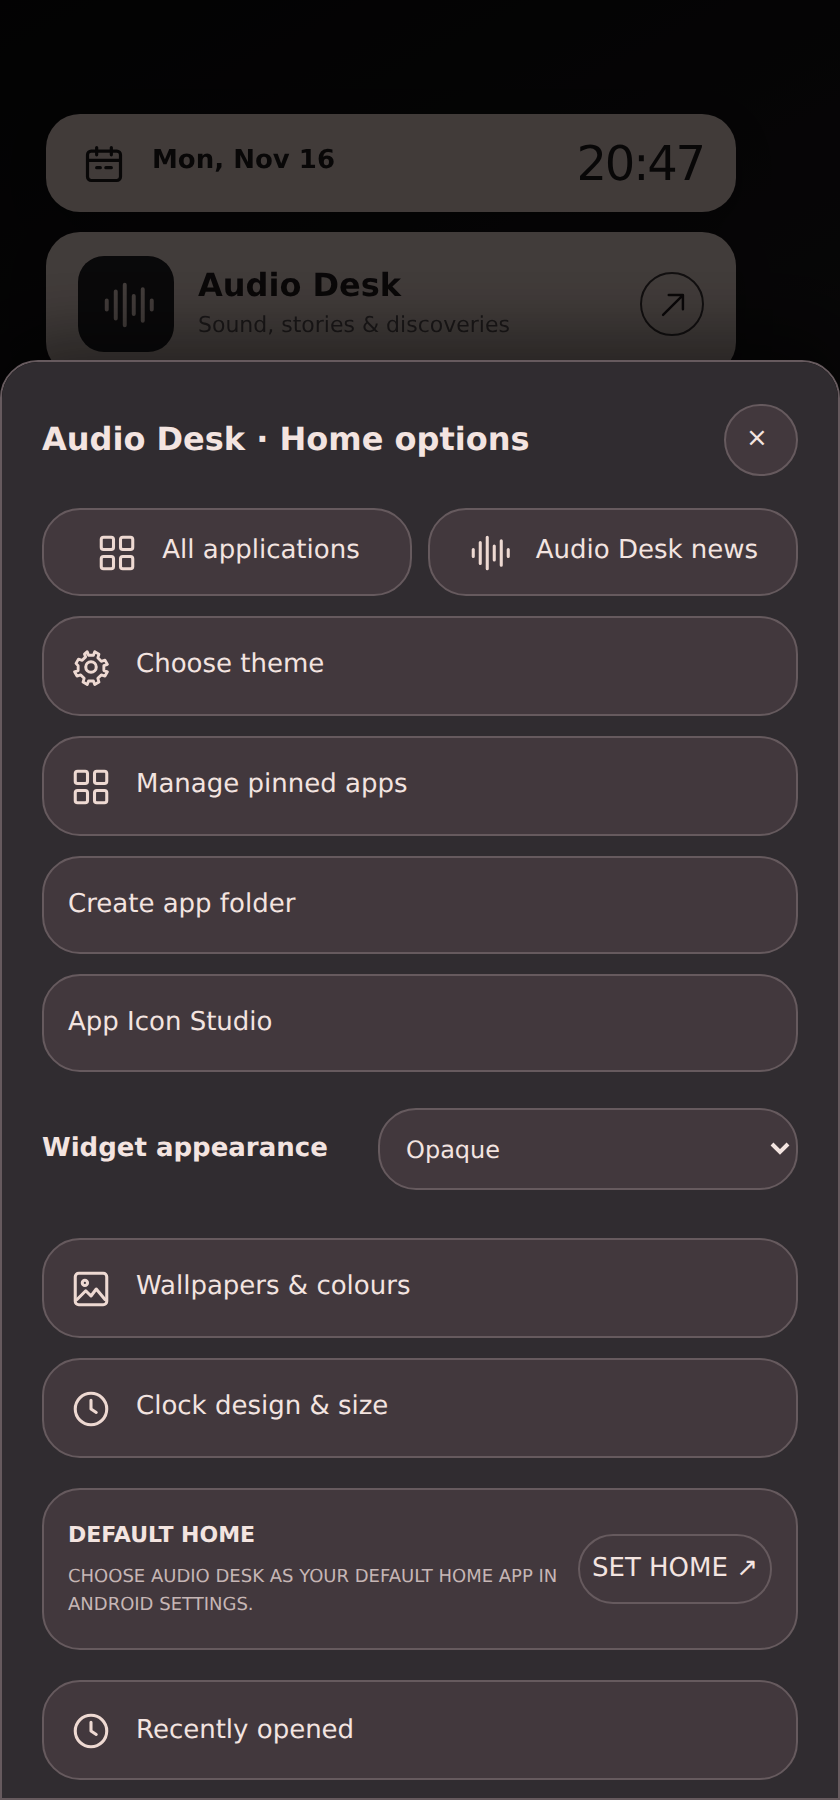 Mon, Nov 16
20:47
Audio Desk
Sound, stories & discoveries
Audio Desk · Home options
×
All applications
Audio Desk news
Choose theme
Manage pinned apps
Create app folder
App Icon Studio
Widget appearance
Opaque
Wallpapers & colours
Clock design & size
DEFAULT HOME
CHOOSE AUDIO DESK AS YOUR DEFAULT HOME APP IN
ANDROID SETTINGS.
SET HOME ↗
Recently opened